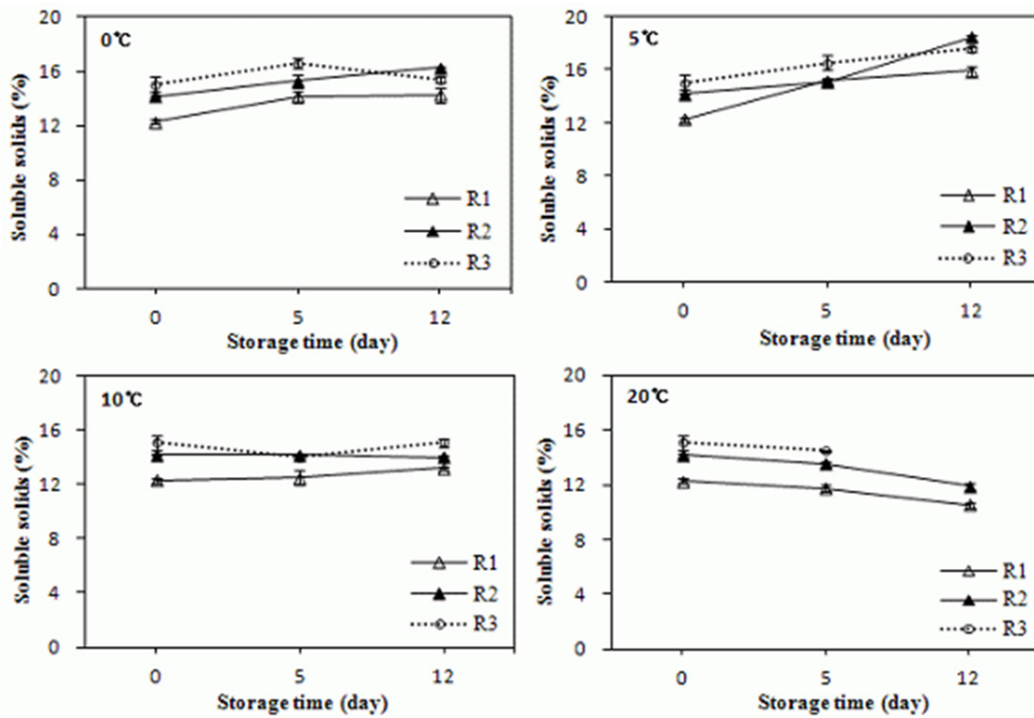 0℃
Soluble solids (%)
20
16
12
8
4
0
R1
R2
R3
0 5 12
Storage time (day)
5℃
Soluble solids (%)
20
16
12
8
4
0
R1
R2
R3
0 5 12
Storage time (day)
10℃
Soluble solids (%)
20
16
12
8
4
0
R1
R2
R3
0 5 12
Storage time (day)
20℃
Soluble solids (%)
20
16
12
8
4
0
R1
R2
R3
0 5 12
Storage time (day)